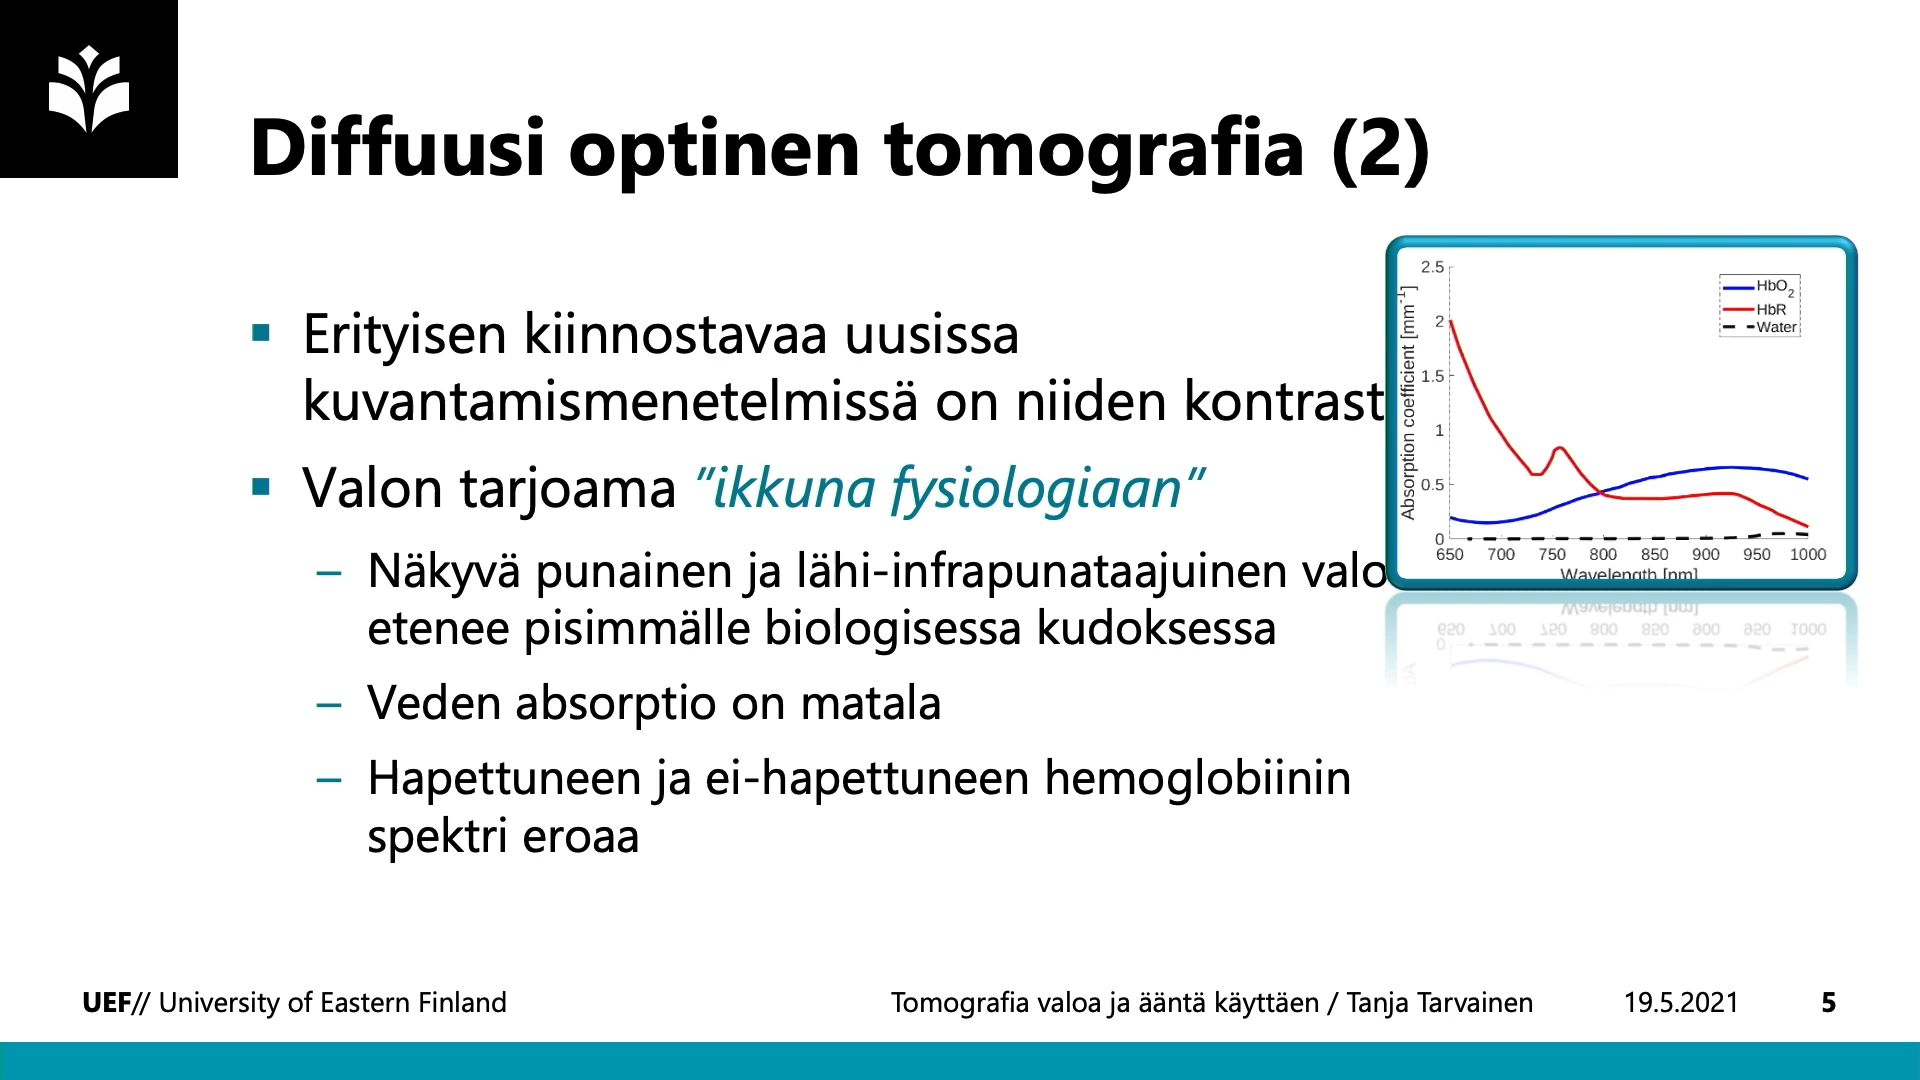 Diffuusi optinen tomografia (2)
▪ Erityisen kiinnostavaa uusissa
kuvantamismenetelmissä on niiden kontrast
▪ Valon tarjoama ”ikkuna fysiologiaan”
– Näkyvä punainen ja lähi-infrapunataajuinen valo
etenee pisimmälle biologisessa kudoksessa
– Veden absorptio on matala
– Hapettuneen ja ei-hapettuneen hemoglobiinin
spektri eroaa
Absorption coefficient [mm⁻¹]
2.5
2
1.5
1
0.5
0
HbO₂
HbR
Water
650 700 750 800 850 900 950 1000
Wavelength [nm]
UEF// University of Eastern Finland
Tomografia valoa ja ääntä käyttäen / Tanja Tarvainen
19.5.2021
5